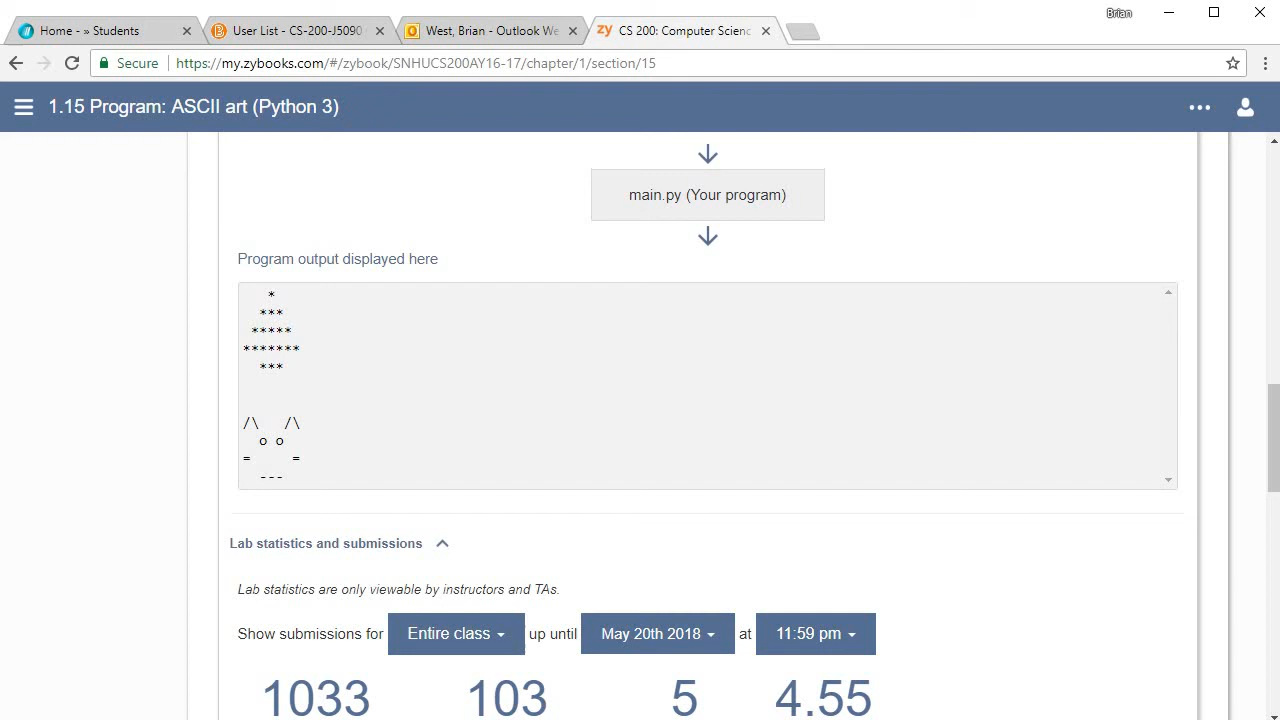 Brian
Home - » Students
User List - CS-200-J5090
West, Brian - Outlook We
zy CS 200: Computer Scienc
Secure https://my.zybooks.com/#/zybook/SNHUCS200AY16-17/chapter/1/section/15
1.15 Program: ASCII art (Python 3)
main.py (Your program)
Program output displayed here
   *
  ***
 *****
*******
  ***
/\   /\
  o o
=     =
  ---
Lab statistics and submissions
Lab statistics are only viewable by instructors and TAs.
Show submissions for Entire class up until May 20th 2018 at 11:59 pm
1033 103 5 4.55